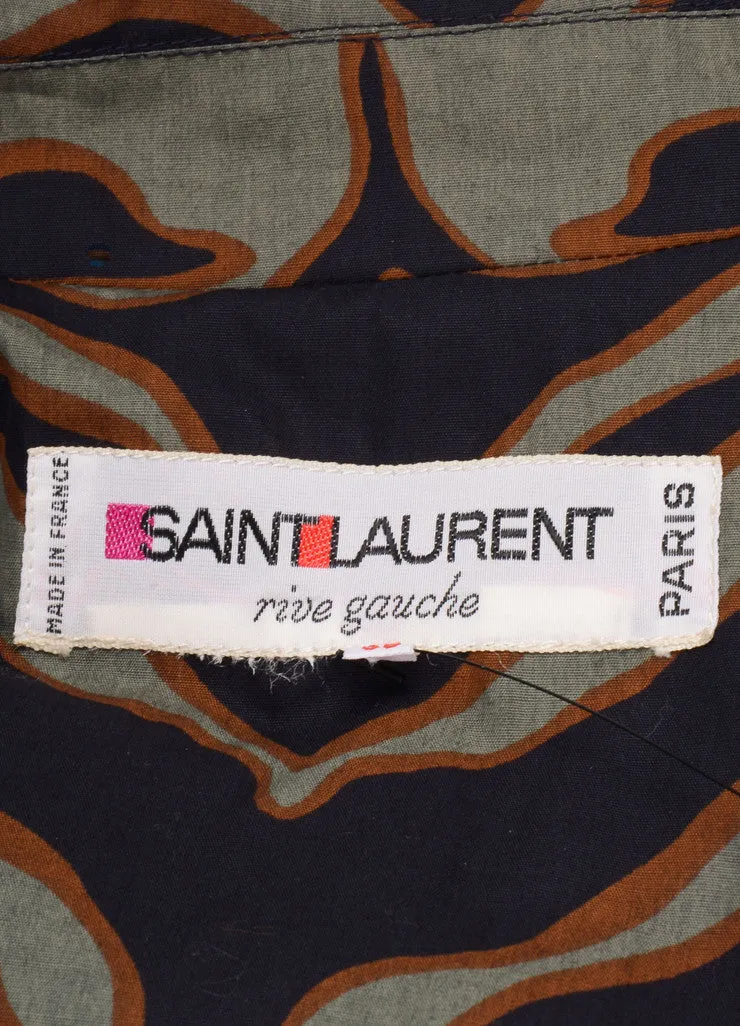 MADE IN FRANCE
SAINT LAURENT
rive gauche
PARIS